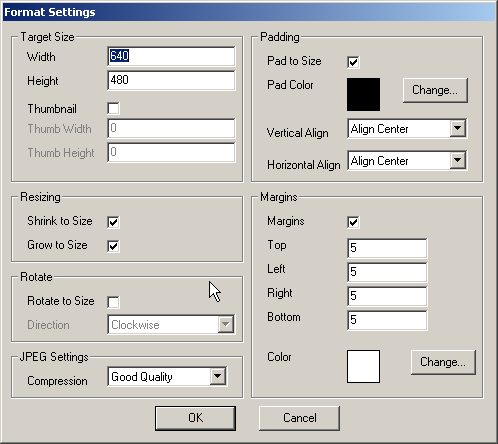 Format Settings
Target Size
Width 640
Height 480
Thumbnail
Thumb Width 0
Thumb Height 0
Resizing
Shrink to Size
Grow to Size
Rotate
Rotate to Size
Direction Clockwise
JPEG Settings
Compression Good Quality
Padding
Pad to Size
Pad Color Change...
Vertical Align Align Center
Horizontal Align Align Center
Margins
Margins
Top 5
Left 5
Right 5
Bottom 5
Color Change...
OK Cancel